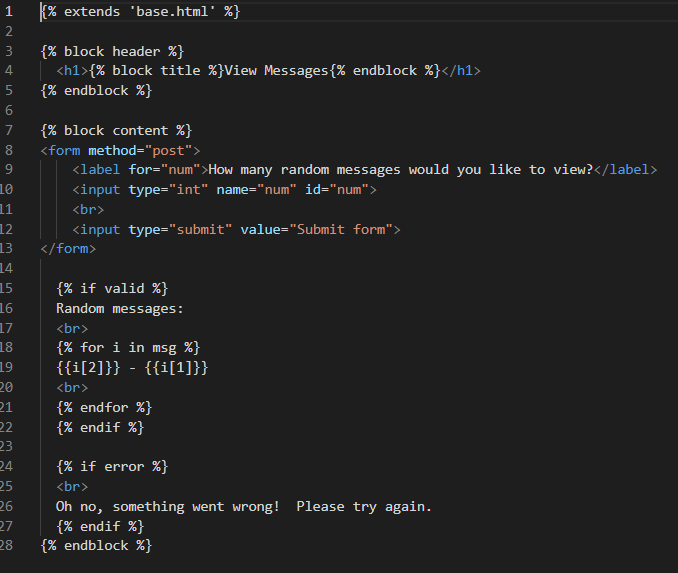 1 {% extends 'base.html' %}
2
3 {% block header %}
4   <h1>{% block title %}View Messages{% endblock %}</h1>
5 {% endblock %}
6
7 {% block content %}
8 <form method="post">
9     <label for="num">How many random messages would you like to view?</label>
10     <input type="int" name="num" id="num">
11     <br>
12     <input type="submit" value="Submit form">
13 </form>
14
15   {% if valid %}
16   Random messages:
17   <br>
18   {% for i in msg %}
19   {{i[2]}} - {{i[1]}}
20   <br>
21   {% endfor %}
22   {% endif %}
23
24   {% if error %}
25   <br>
26   Oh no, something went wrong!  Please try again.
27   {% endif %}
28 {% endblock %}